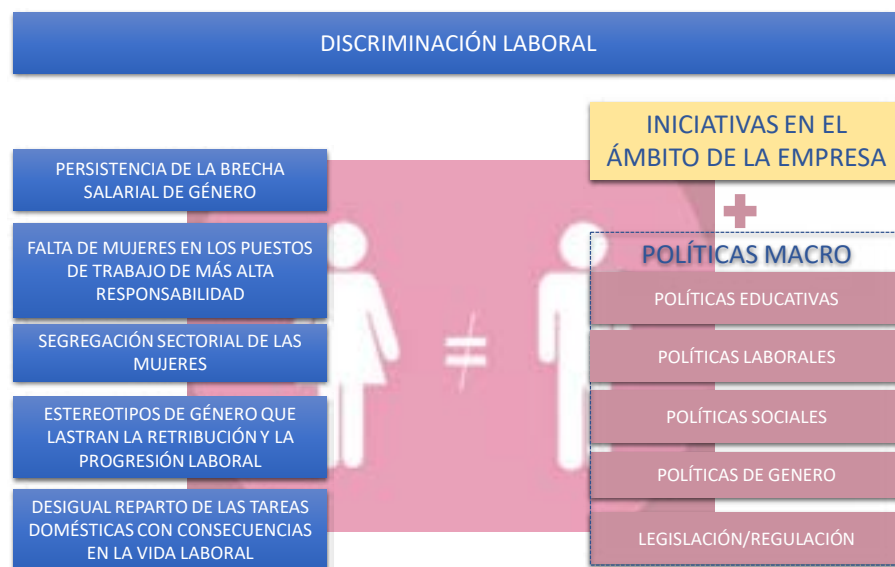 DISCRIMINACIÓN LABORAL
PERSISTENCIA DE LA BRECHA
SALARIAL DE GÉNERO
FALTA DE MUJERES EN LOS PUESTOS
DE TRABAJO DE MÁS ALTA
RESPONSABILIDAD
SEGREGACIÓN SECTORIAL DE LAS
MUJERES
ESTEREOTIPOS DE GÉNERO QUE
LASTRAN LA RETRIBUCIÓN Y LA
PROGRESIÓN LABORAL
DESIGUAL REPARTO DE LAS TAREAS
DOMÉSTICAS CON CONSECUENCIAS
EN LA VIDA LABORAL
≠
INICIATIVAS EN EL
ÁMBITO DE LA EMPRESA
+
POLÍTICAS MACRO
POLÍTICAS EDUCATIVAS
POLÍTICAS LABORALES
POLÍTICAS SOCIALES
POLÍTICAS DE GENERO
LEGISLACIÓN/REGULACIÓN